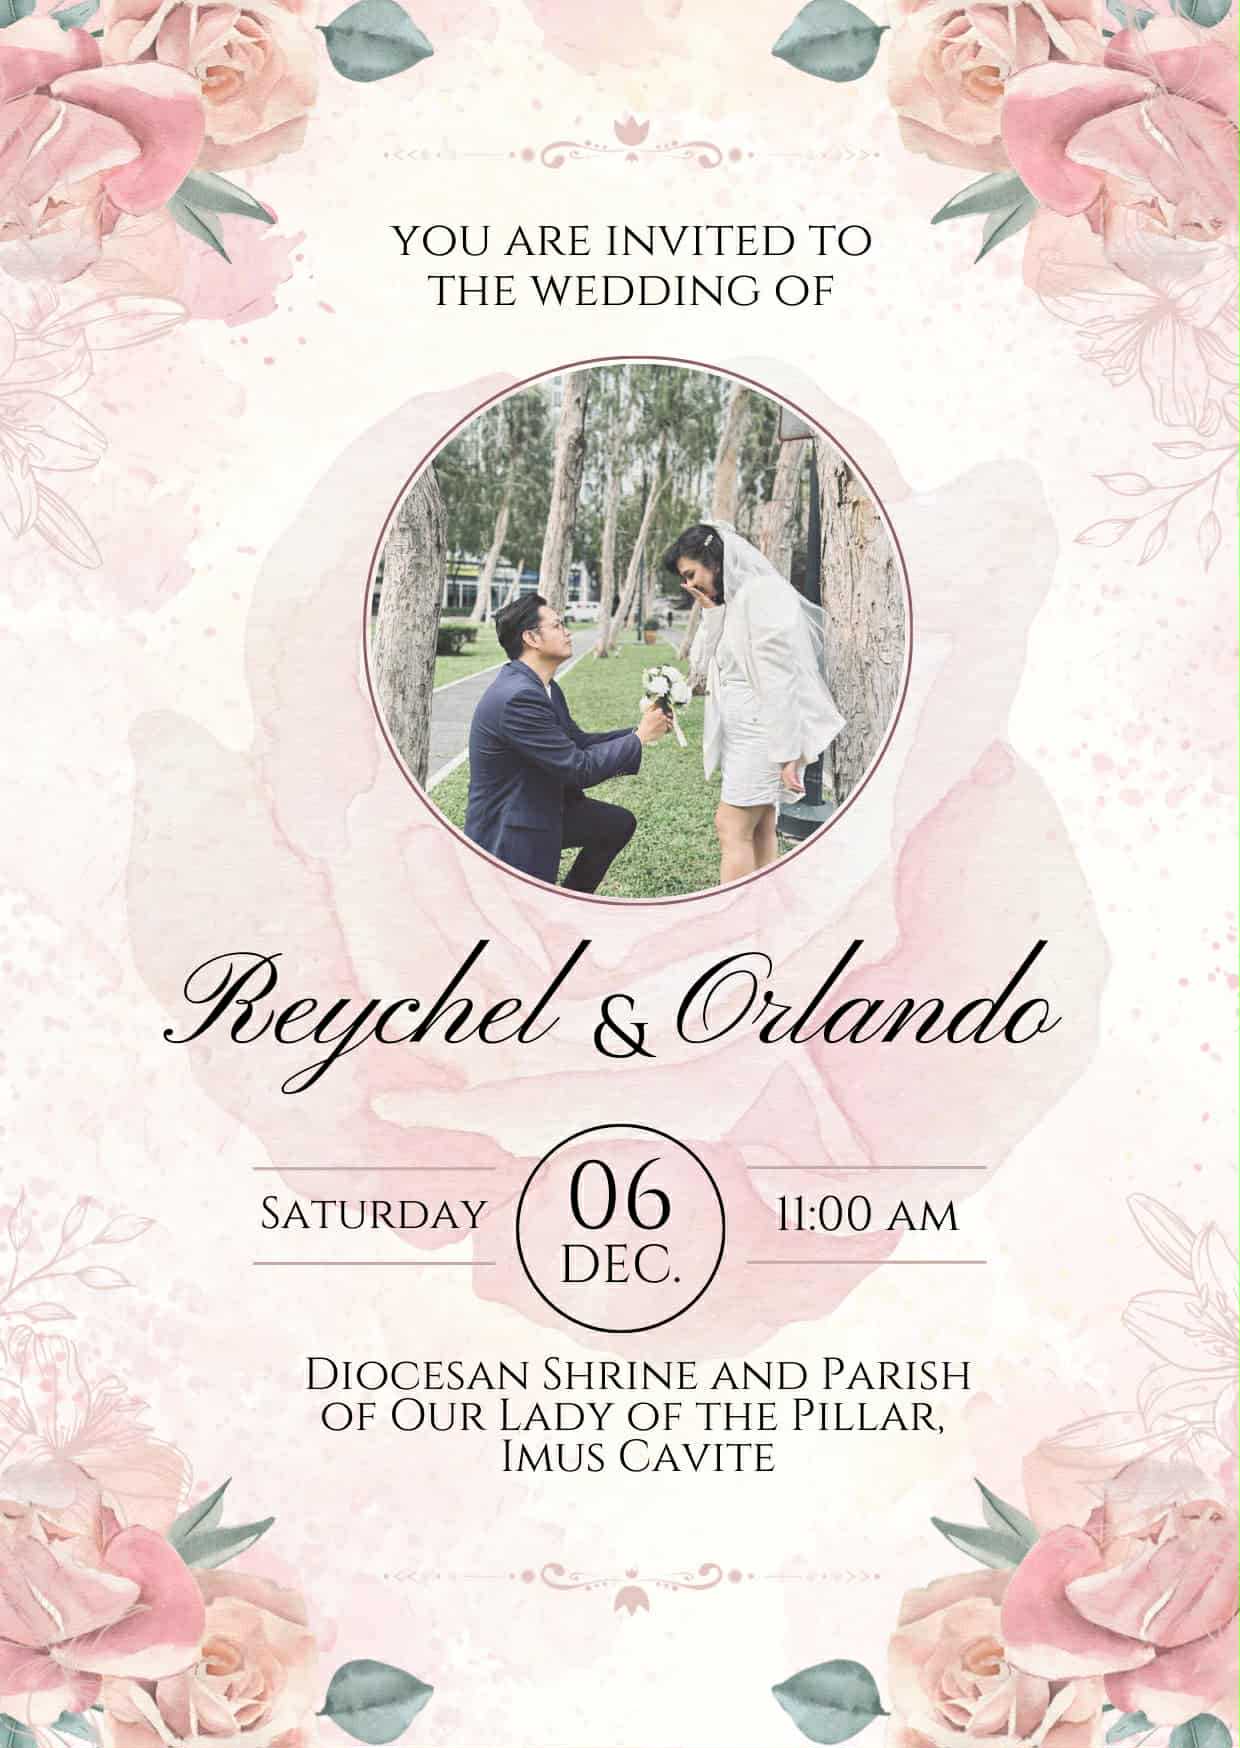 YOU ARE INVITED TO
THE WEDDING OF
Reychel & Orlando
SATURDAY
06
DEC.
11:00 AM
DIOCESAN SHRINE AND PARISH
OF OUR LADY OF THE PILLAR,
IMUS CAVITE